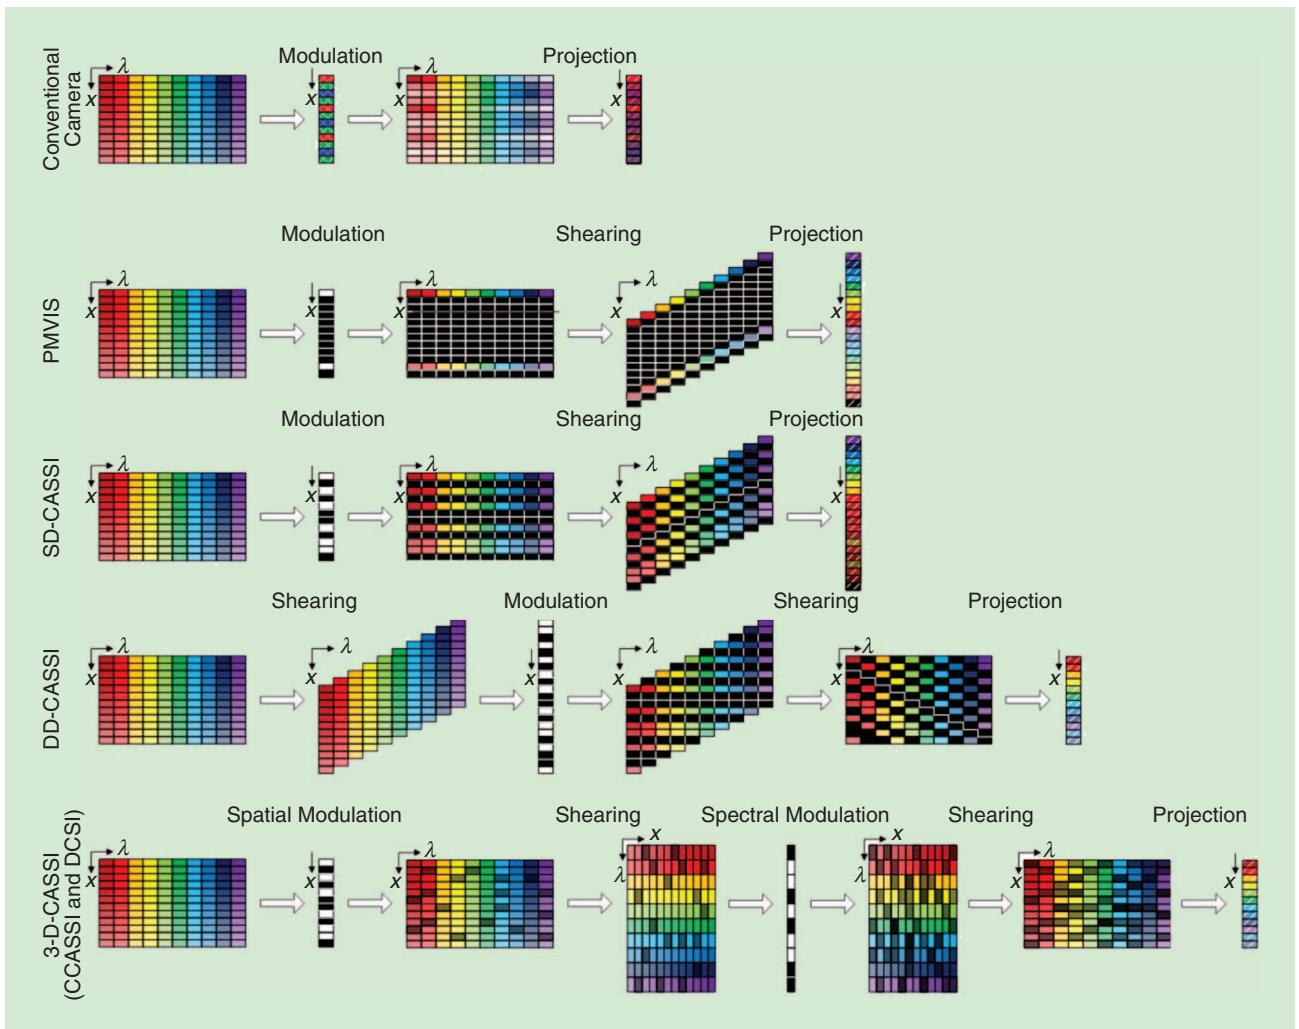 Conventional
Camera
λ
x
Modulation
x
λ
x
Projection
x
PMVIS
λ
x
Modulation
x
λ
x
Shearing
λ
x
Projection
x
SD-CASSI
λ
x
Modulation
x
λ
x
Shearing
λ
x
Projection
x
DD-CASSI
λ
x
Shearing
λ
x
Modulation
x
λ
x
Shearing
λ
x
Projection
x
3-D-CASSI
(CCASSI and DCSI)
λ
x
Spatial Modulation
x
λ
x
Shearing
x
λ
Spectral Modulation
x
λ
Shearing
λ
x
Projection
x